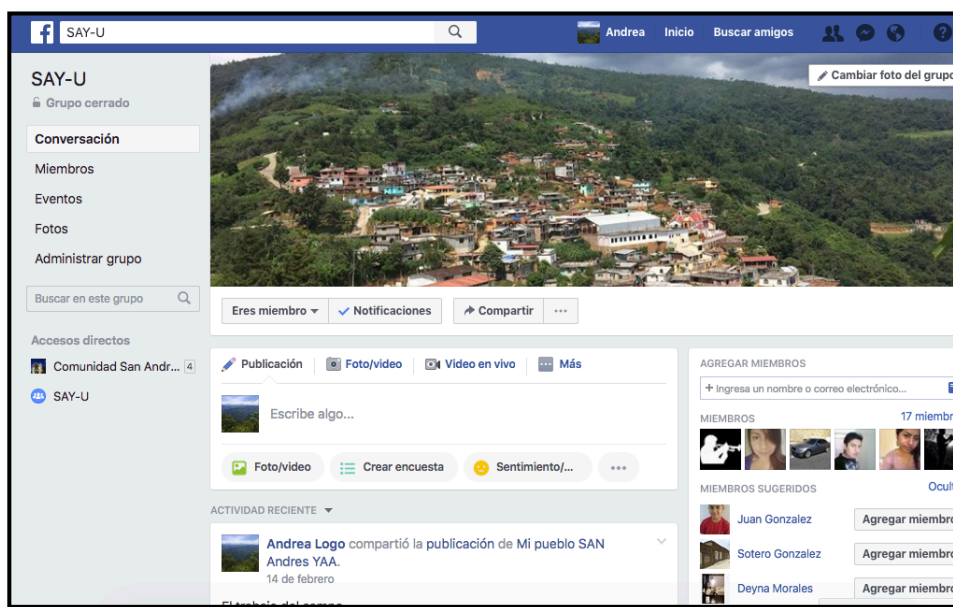 SAY-U
Andrea
Inicio
Buscar amigos
SAY-U
Grupo cerrado
Cambiar foto del grupo
Conversación
Miembros
Eventos
Fotos
Administrar grupo
Buscar en este grupo
Accesos directos
Comunidad San Andr... 4
SAY-U
Eres miembro
Notificaciones
Compartir
Publicación
Foto/video
Video en vivo
Más
Escribe algo...
Foto/video
Crear encuesta
Sentimiento/...
ACTIVIDAD RECIENTE
Andrea Logo compartió la publicación de Mi pueblo SAN
Andres YAA.
14 de febrero
El trabajo del campo
AGREGAR MIEMBROS
+ Ingresa un nombre o correo electrónico...
MIEMBROS
17 miembr
MIEMBROS SUGERIDOS
Ocult
Juan Gonzalez
Agregar miembro
Sotero Gonzalez
Agregar miembro
Deyna Morales
Agregar miembro